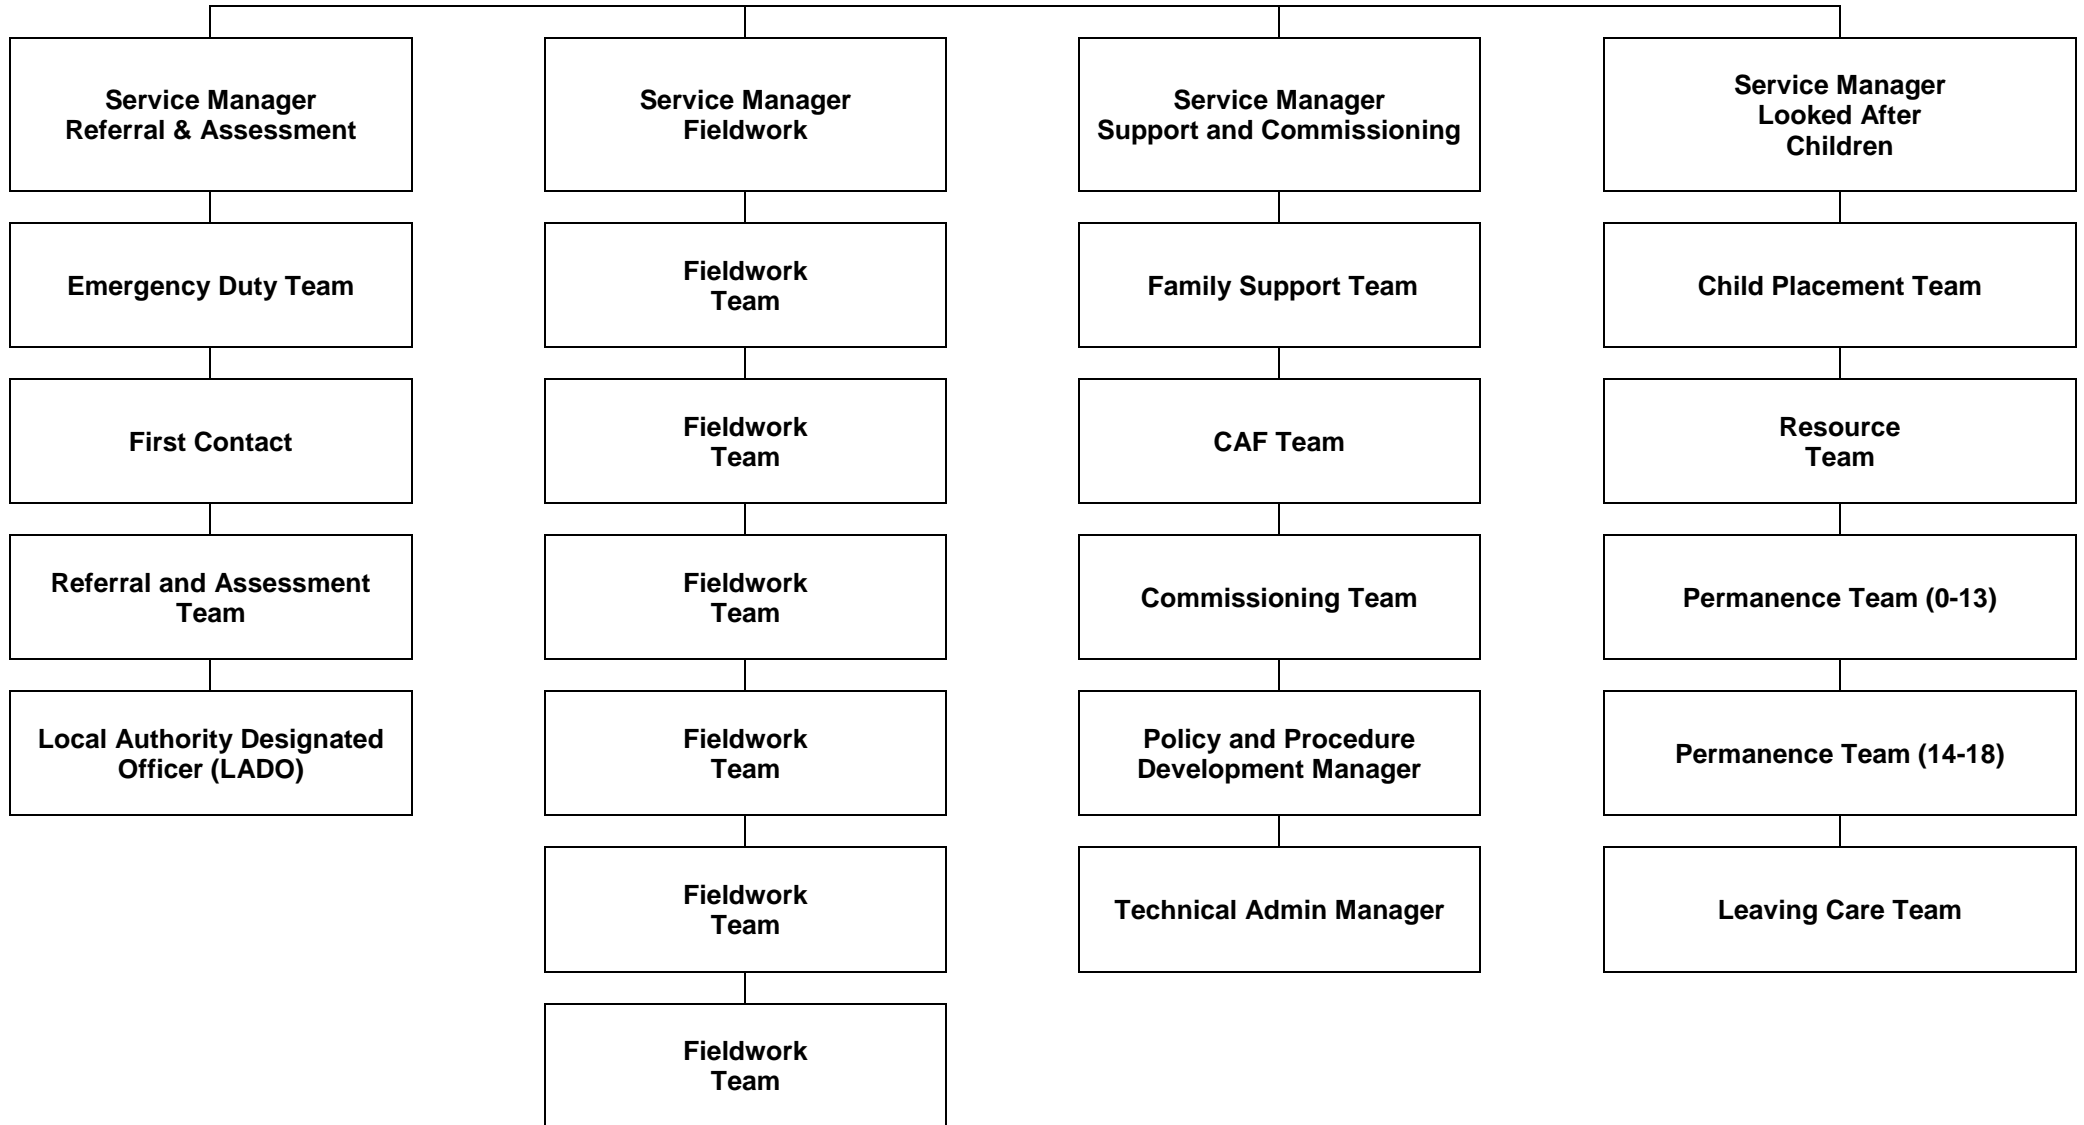 Service Manager
Referral & Assessment
Emergency Duty Team
First Contact
Referral and Assessment
Team
Local Authority Designated
Officer (LADO)
Service Manager
Fieldwork
Fieldwork
Team
Fieldwork
Team
Fieldwork
Team
Fieldwork
Team
Fieldwork
Team
Fieldwork
Team
Service Manager
Support and Commissioning
Family Support Team
CAF Team
Commissioning Team
Policy and Procedure
Development Manager
Technical Admin Manager
Service Manager
Looked After
Children
Child Placement Team
Resource
Team
Permanence Team (0-13)
Permanence Team (14-18)
Leaving Care Team